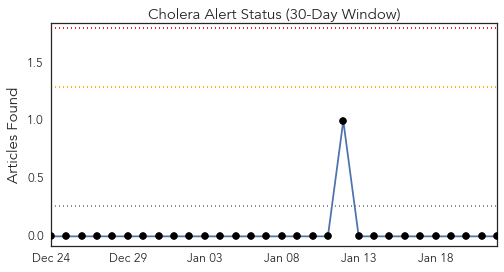 Cholera Alert Status (30-Day Window)
Articles Found
1.5
1.0
0.5
0.0
Dec 24 Dec 29 Jan 03 Jan 08 Jan 13 Jan 18